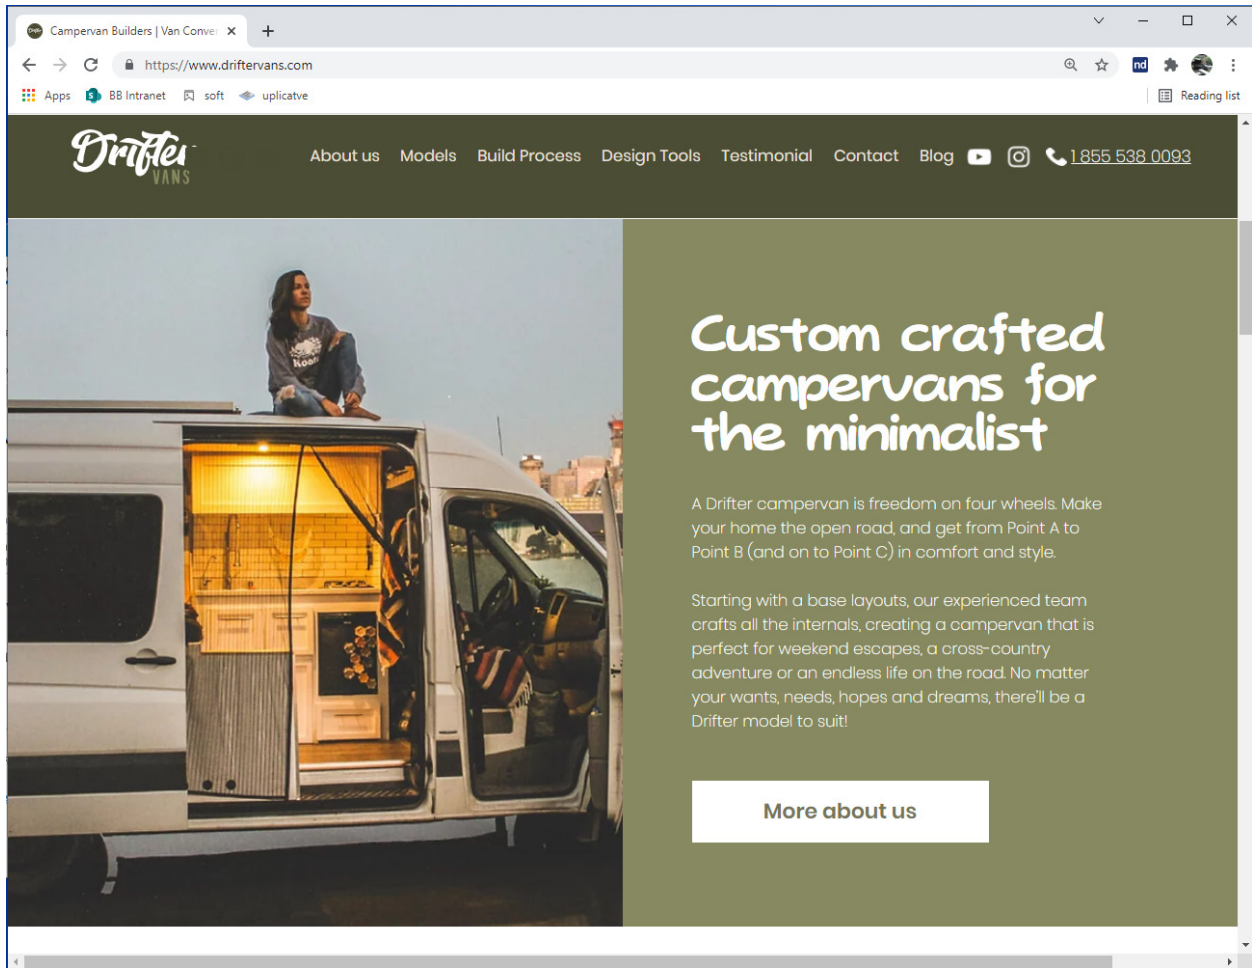 Campervan Builders | Van Conver
https://www.driftervans.com
nd
Apps
BB Intranet
soft
uplicatve
Reading list
Drifter
VANS
About us
Models
Build Process
Design Tools
Testimonial
Contact
Blog
1 855 538 0093
Roots
Custom crafted
campervans for
the minimalist
A Drifter campervan is freedom on four wheels. Make
your home the open road, and get from Point A to
Point B (and on to Point C) in comfort and style.
Starting with a base layouts, our experienced team
crafts all the internals, creating a campervan that is
perfect for weekend escapes, a cross-country
adventure or an endless life on the road. No matter
your wants, needs, hopes and dreams, there'll be a
Drifter model to suit!
More about us